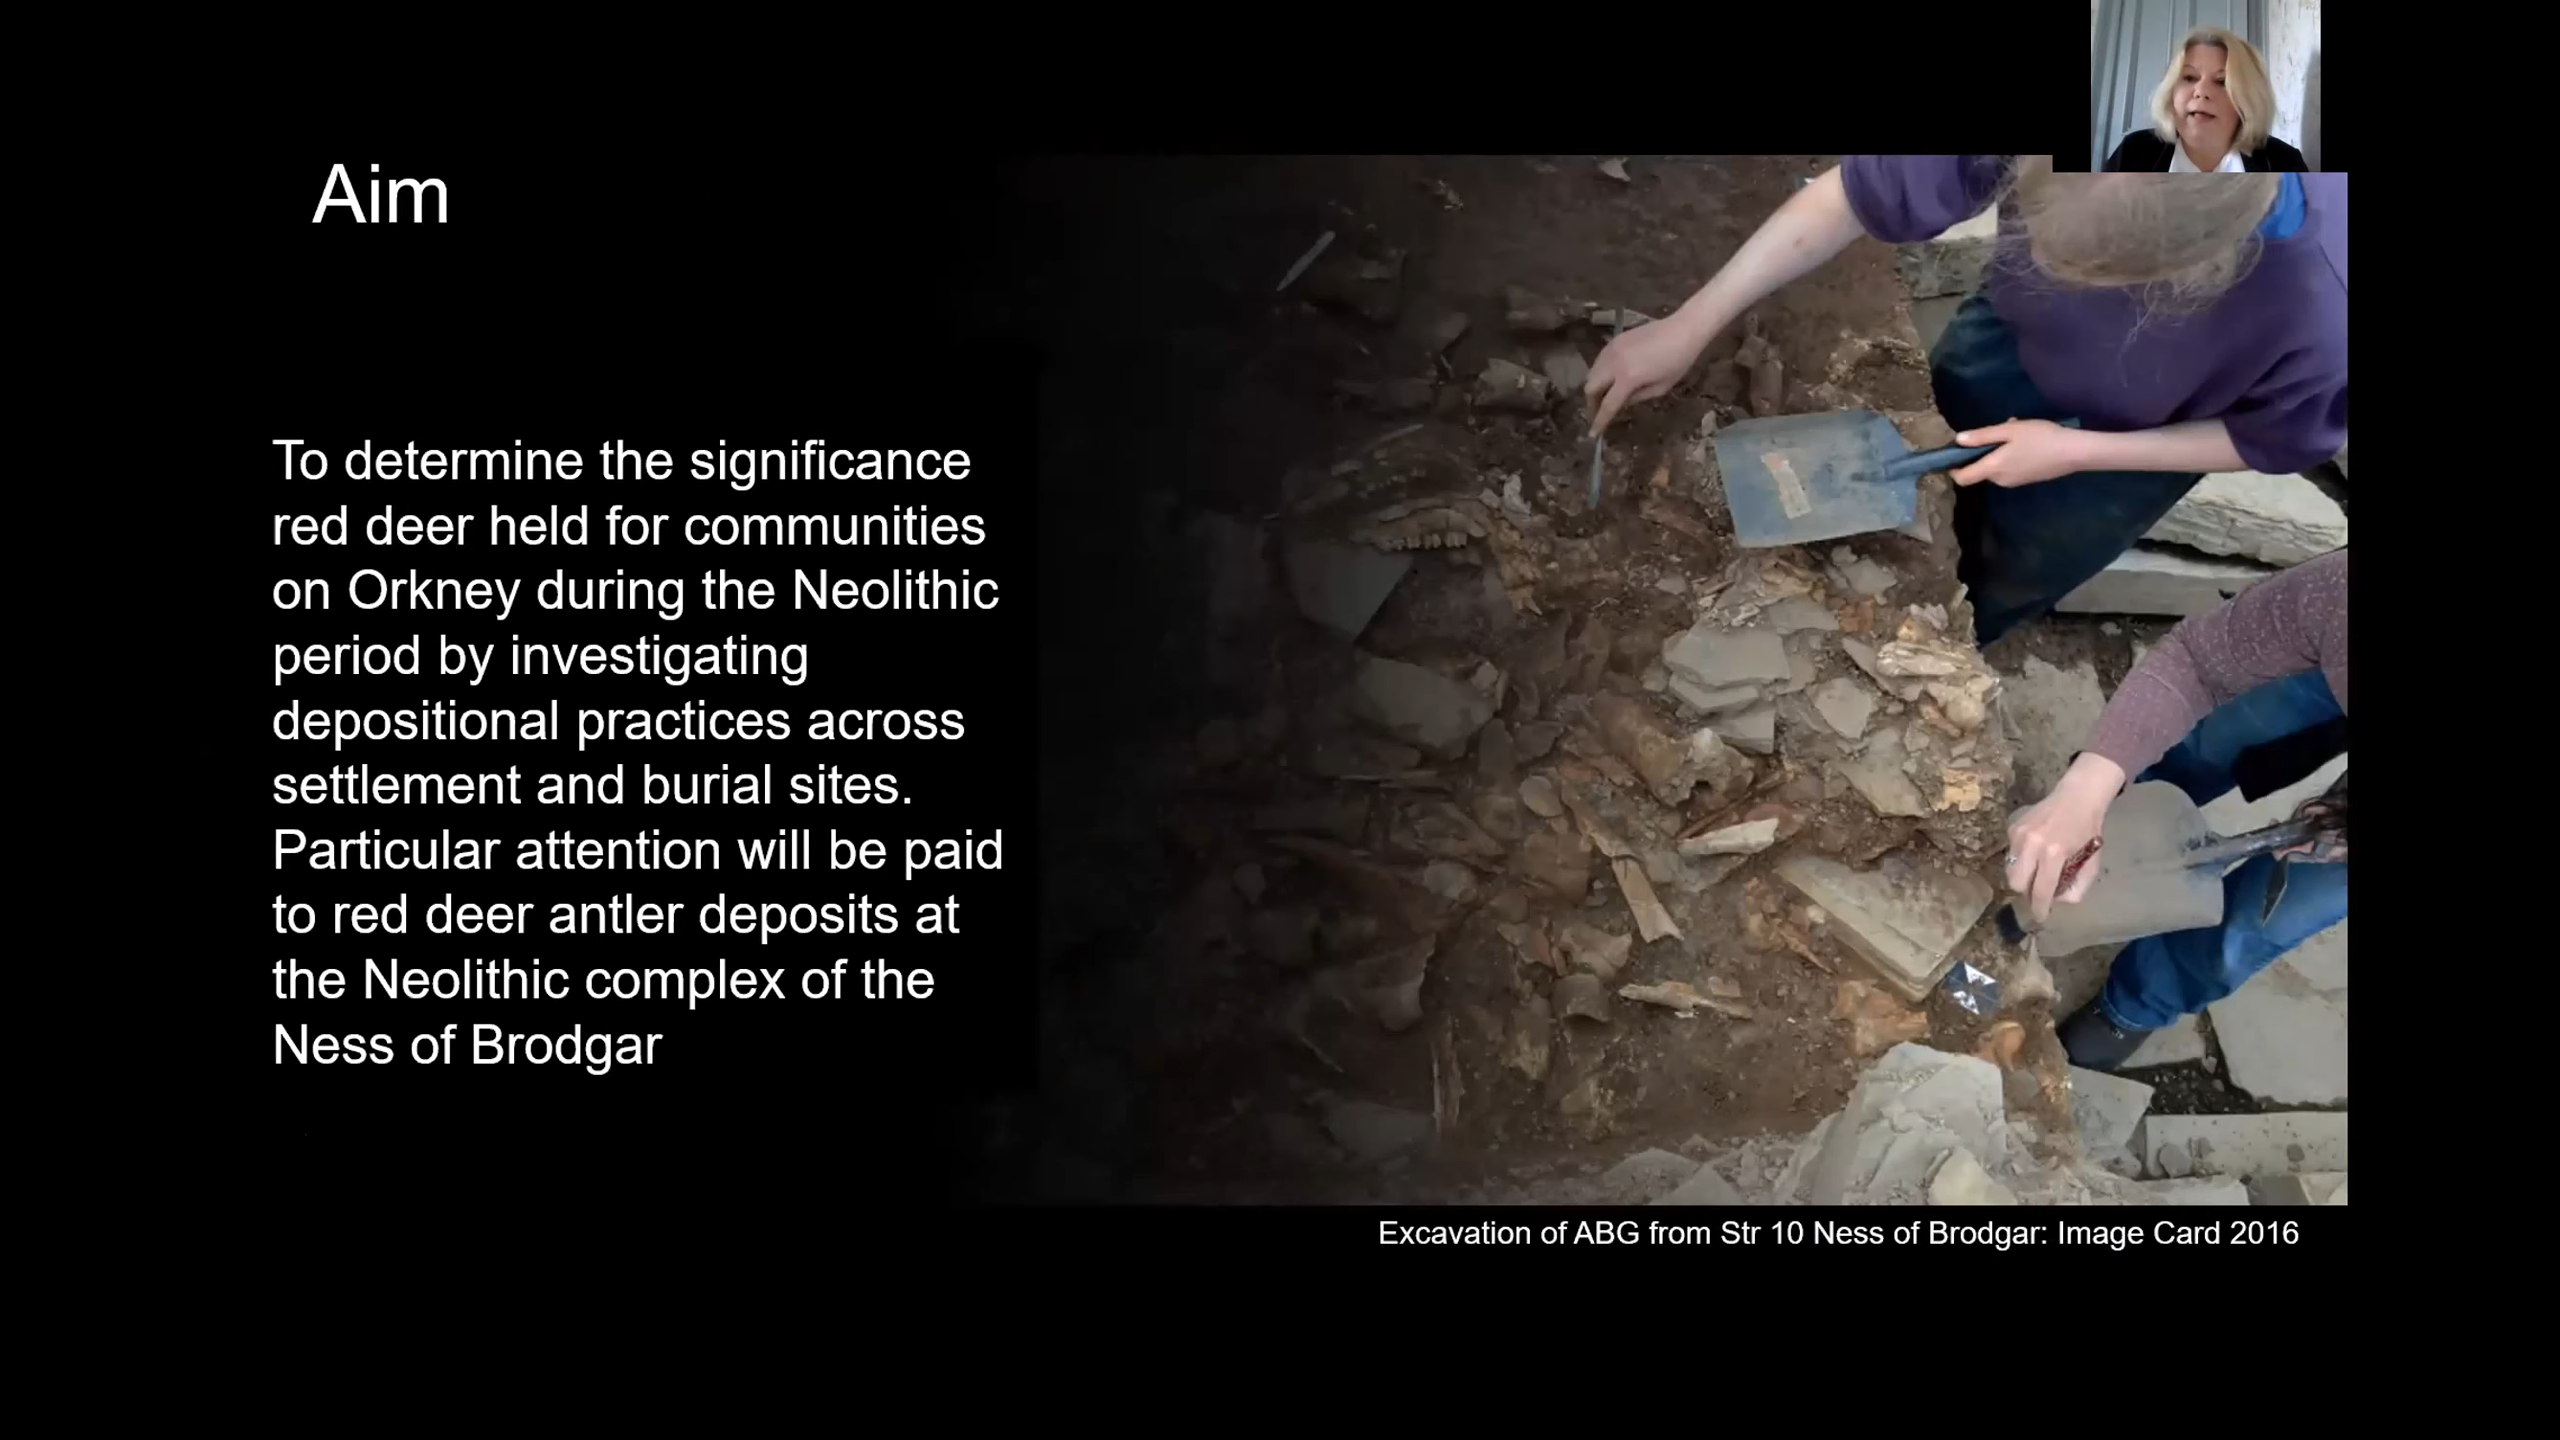 Aim
To determine the significance
red deer held for communities
on Orkney during the Neolithic
period by investigating
depositional practices across
settlement and burial sites.
Particular attention will be paid
to red deer antler deposits at
the Neolithic complex of the
Ness of Brodgar
Excavation of ABG from Str 10 Ness of Brodgar: Image Card 2016